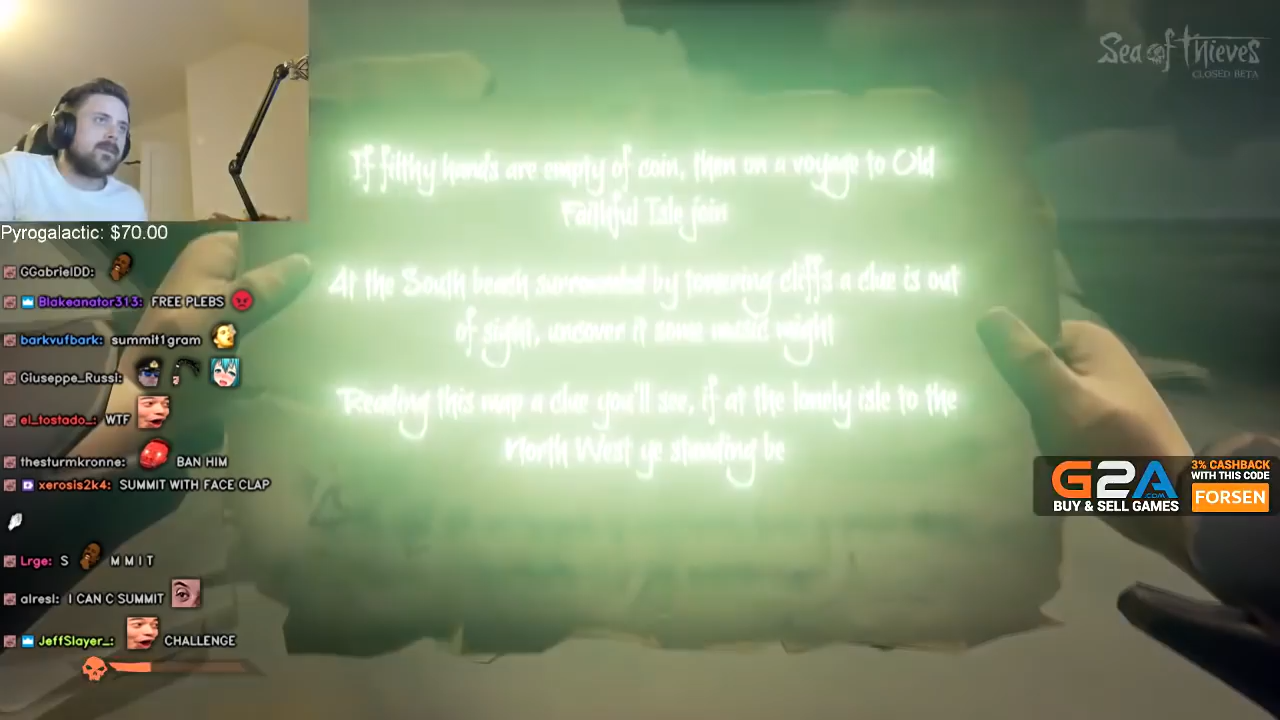 Sea of Thieves
CLOSED BETA
If filthy hands are empty of coin, then on a voyage to Old
Faithful Isle join
At the South beach surrounded by towering cliffs a clue is out
of sight, uncover it some music might
Reading this map a clue you'll see, if at the lonely isle to the
North West ye standing be
Pyrogalactic: $70.00
GGabrielDD:
Blakeanator313: FREE PLEBS
barkvufbark: summit1gram
Giuseppe_Russi:
el_tostado_: WTF
thesturmkronne: BAN HIM
xerosis2k4: SUMMIT WITH FACE CLAP
Lrge: S M M I T
alresl: I CAN C SUMMIT
JeffSlayer_: CHALLENGE
G2A.COM
BUY & SELL GAMES
3% CASHBACK
WITH THIS CODE
FORSEN